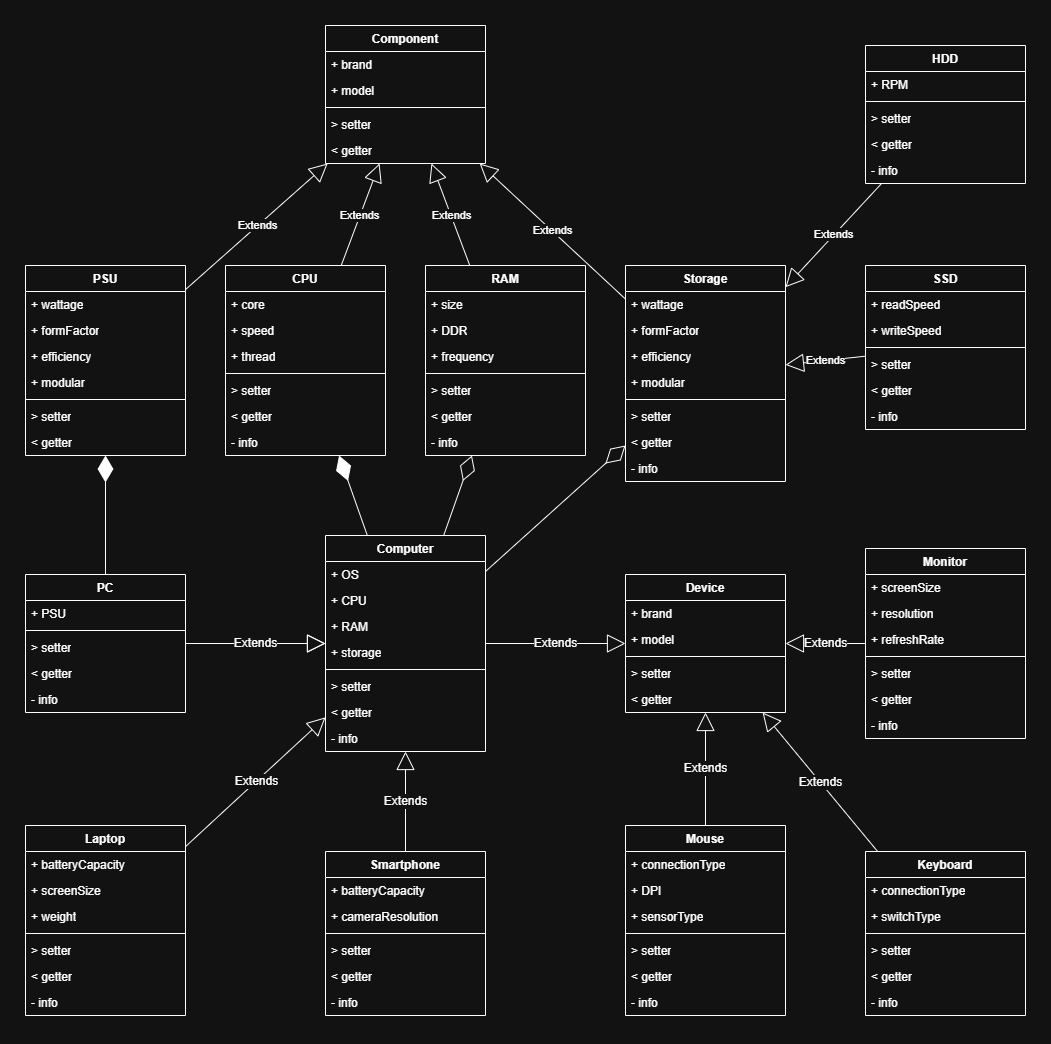 Component
+ brand
+ model
> setter
< getter
HDD
+ RPM
> setter
< getter
- info
Extends
Extends
Extends
Extends
Extends
PSU
+ wattage
+ formFactor
+ efficiency
+ modular
> setter
< getter
CPU
+ core
+ speed
+ thread
> setter
< getter
- info
RAM
+ size
+ DDR
+ frequency
> setter
< getter
- info
Storage
+ wattage
+ formFactor
+ efficiency
+ modular
> setter
< getter
- info
Extends
SSD
+ readSpeed
+ writeSpeed
> setter
< getter
- info
PC
+ PSU
> setter
< getter
- info
Extends
Computer
+ OS
+ CPU
+ RAM
+ storage
> setter
< getter
- info
Extends
Device
+ brand
+ model
> setter
< getter
Extends
Monitor
+ screenSize
+ resolution
+ refreshRate
> setter
< getter
- info
Extends
Extends
Extends
Extends
Laptop
+ batteryCapacity
+ screenSize
+ weight
> setter
< getter
- info
Smartphone
+ batteryCapacity
+ cameraResolution
> setter
< getter
- info
Mouse
+ connectionType
+ DPI
+ sensorType
> setter
< getter
- info
Keyboard
+ connectionType
+ switchType
> setter
< getter
- info